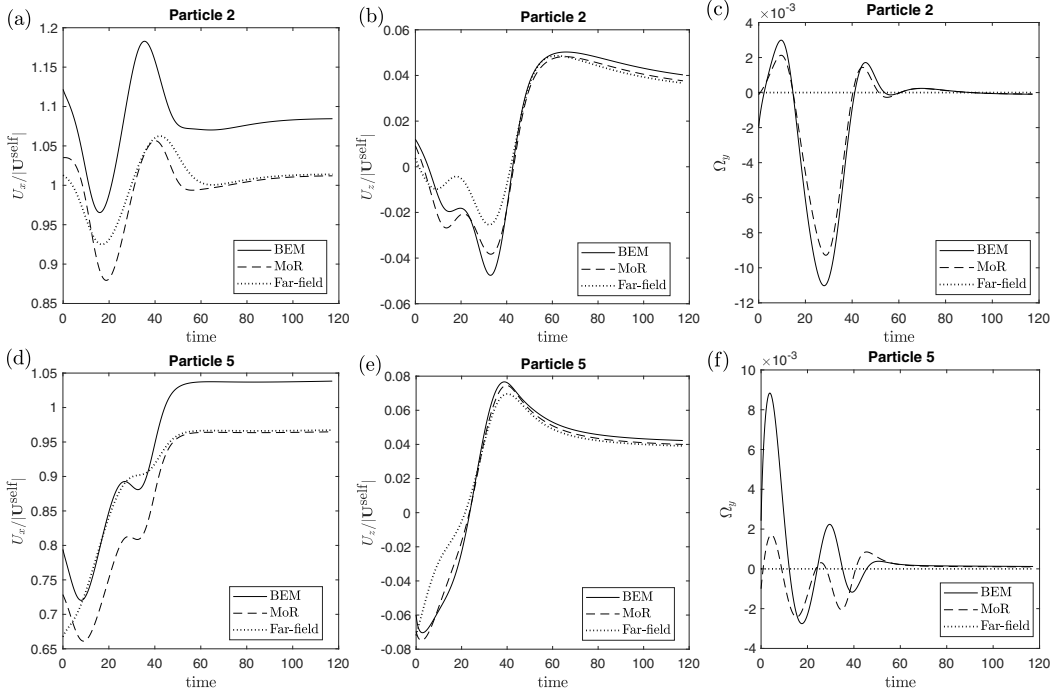 (a)
Particle 2
1.2
1.15
1.1
1.05
1
0.95
0.9
0.85
U_x/|U^self|
0 20 40 60 80 100 120
time
BEM
MoR
Far-field
(b)
Particle 2
0.06
0.04
0.02
0
-0.02
-0.04
-0.06
U_z/|U^self|
0 20 40 60 80 100 120
time
BEM
MoR
Far-field
(c)
Particle 2
×10^-3
4
2
0
-2
-4
-6
-8
-10
-12
Ω_y
0 20 40 60 80 100 120
time
BEM
MoR
Far-field
(d)
Particle 5
1.05
1
0.95
0.9
0.85
0.8
0.75
0.7
0.65
U_x/|U^self|
0 20 40 60 80 100 120
time
BEM
MoR
Far-field
(e)
Particle 5
0.08
0.06
0.04
0.02
0
-0.02
-0.04
-0.06
-0.08
U_z/|U^self|
0 20 40 60 80 100 120
time
BEM
MoR
Far-field
(f)
Particle 5
×10^-3
10
8
6
4
2
0
-2
-4
Ω_y
0 20 40 60 80 100 120
time
BEM
MoR
Far-field